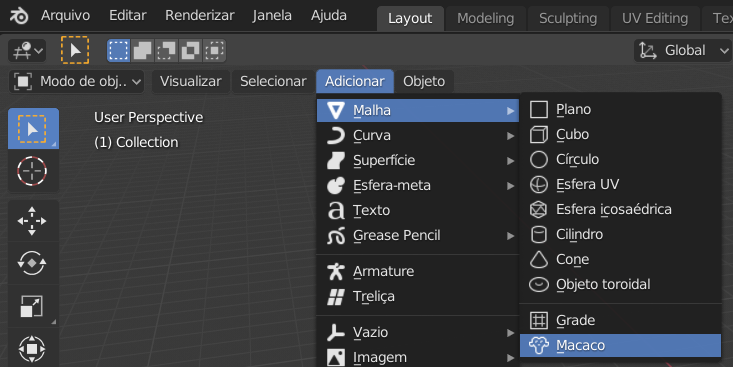 Arquivo Editar Renderizar Janela Ajuda Layout Modeling Sculpting UV Editing
Global
Modo de obj.. Visualizar Selecionar Adicionar Objeto
User Perspective
(1) Collection
Malha
Curva
Superfície
Esfera-meta
Texto
Grease Pencil
Armature
Treliça
Vazio
Imagem
Plano
Cubo
Círculo
Esfera UV
Esfera icosaédrica
Cilindro
Cone
Objeto toroidal
Grade
Macaco